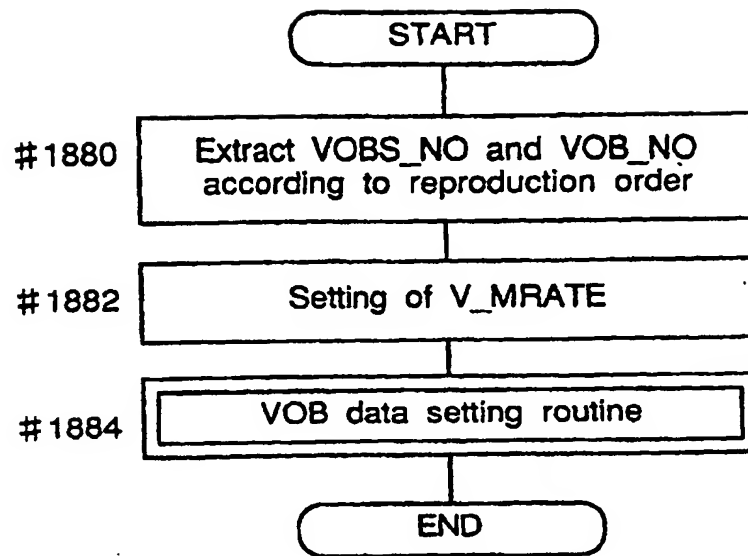 START
#1880
Extract VOBS_NO and VOB_NO
according to reproduction order
#1882
Setting of V_MRATE
#1884
VOB data setting routine
END